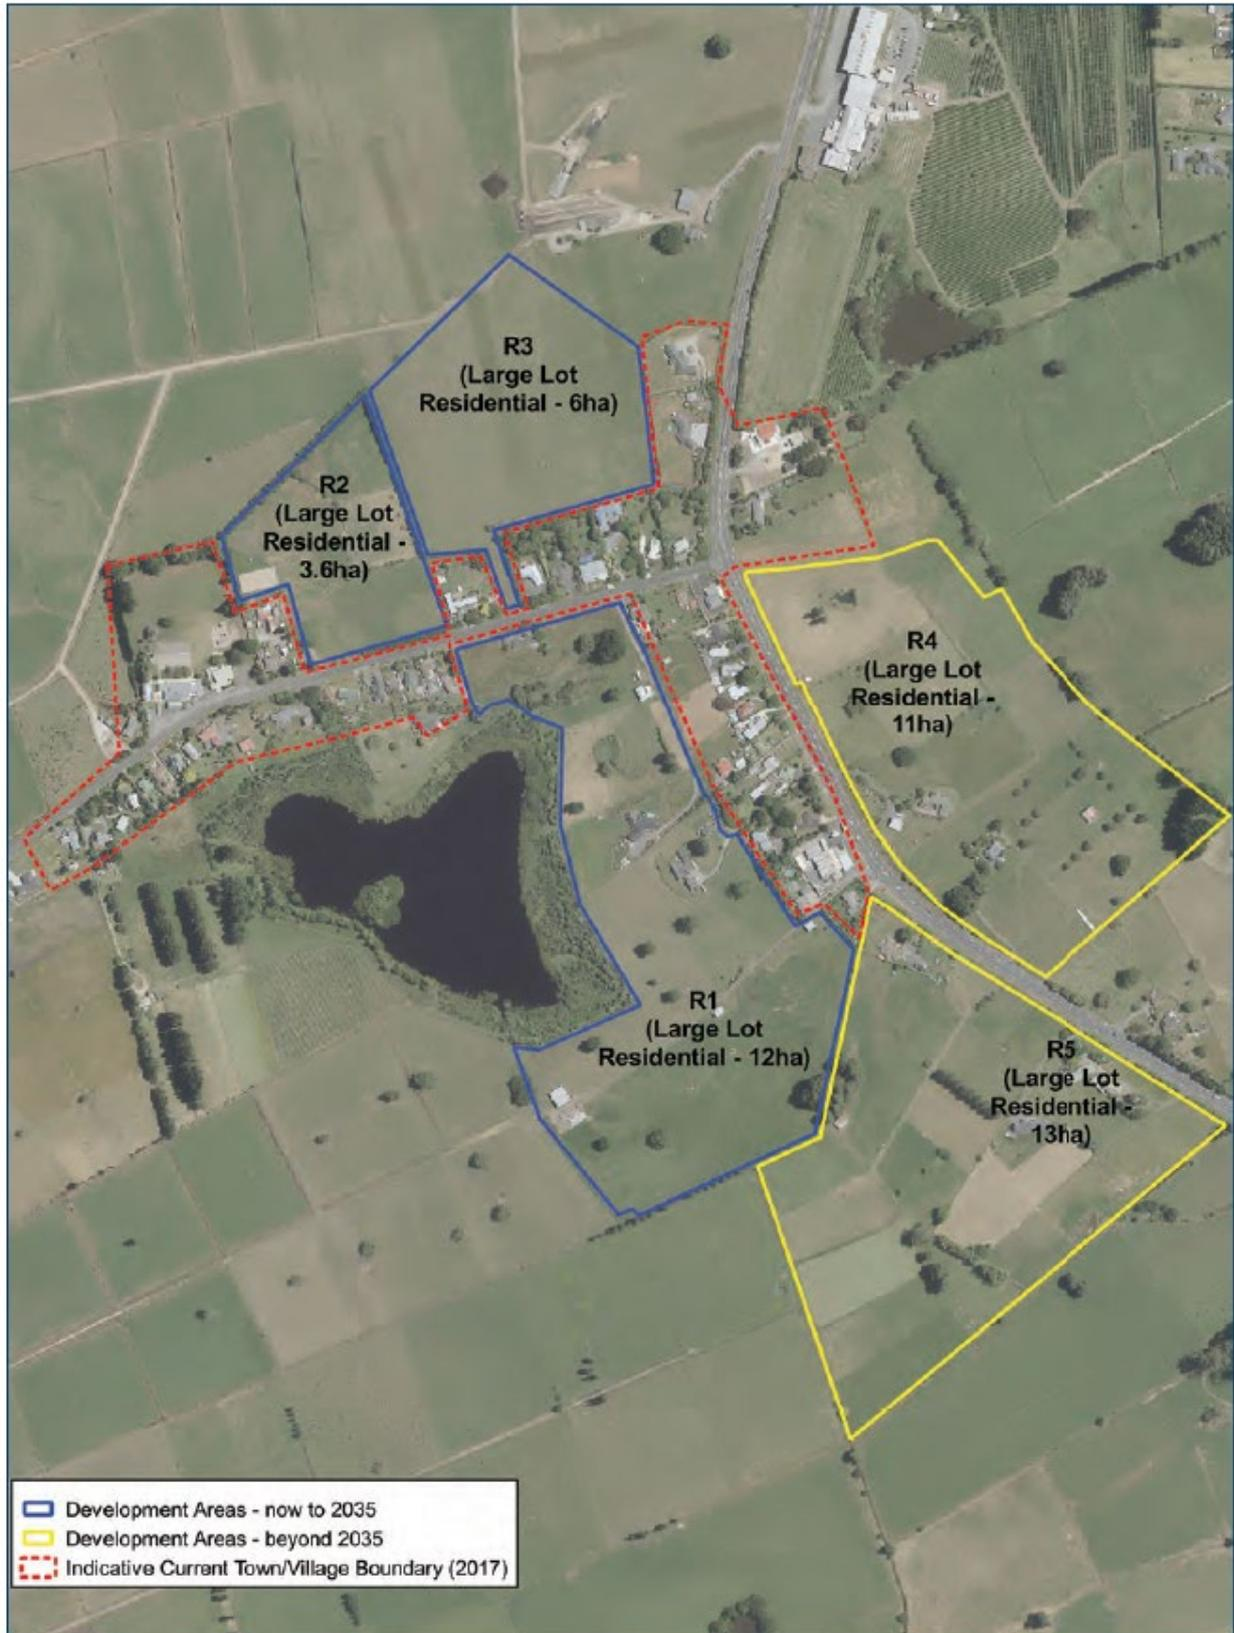 R3
(Large Lot
Residential - 6ha)
R2
(Large Lot
Residential -
3.6ha)
R4
(Large Lot
Residential -
11ha)
R1
(Large Lot
Residential - 12ha)
R5
(Large Lot
Residential -
13ha)
Development Areas - now to 2035
Development Areas - beyond 2035
Indicative Current Town/Village Boundary (2017)